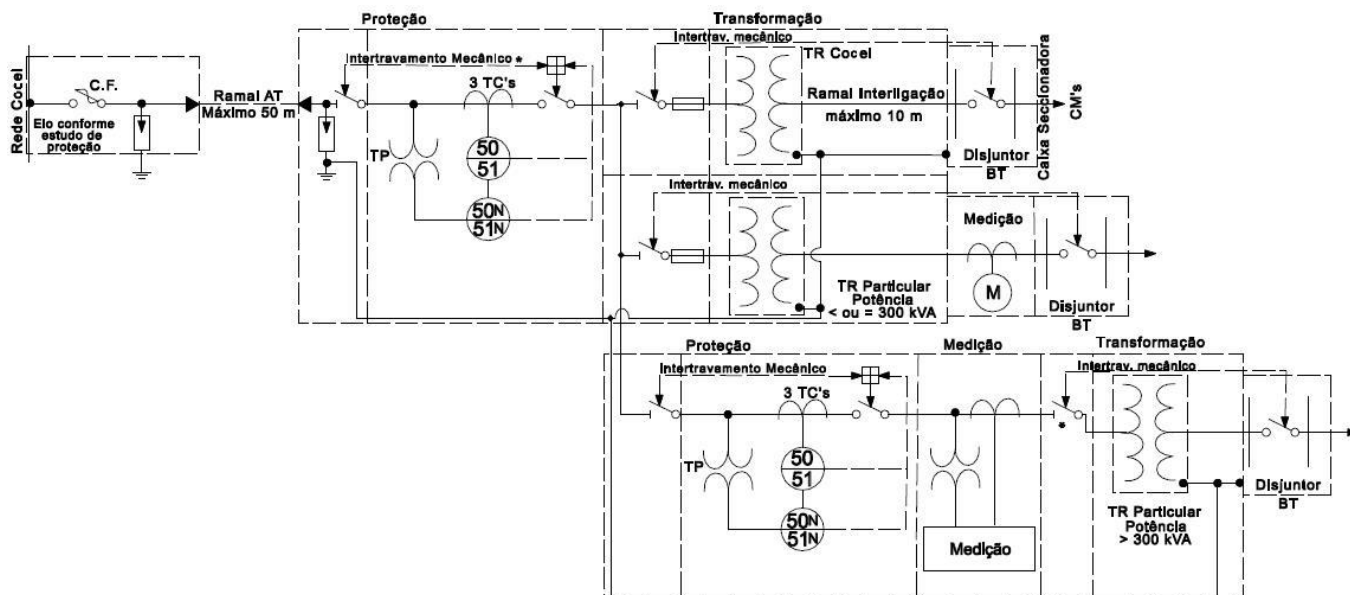 Proteção
Transformação
Intertrav. mecânico
TR Cocel
Intertravamento Mecânico *
C.F.
3 TC's
Rede Cocel
Elo conforme
estudo de
proteção
Ramal AT
Máximo 50 m
TP
50
51
50N
51N
Ramal Interligação
máximo 10 m
Disjuntor
BT
Caixa Seccionadora
CM's
Intertrav. mecânico
Medição
M
TR Particular
Potência
< ou = 300 kVA
Disjuntor
BT
Proteção
Medição
Transformação
Intertravamento Mecânico
Intertrav. mecânico
3 TC's
*
TP
50
51
50N
51N
Medição
TR Particular
Potência
> 300 kVA
Disjuntor
BT